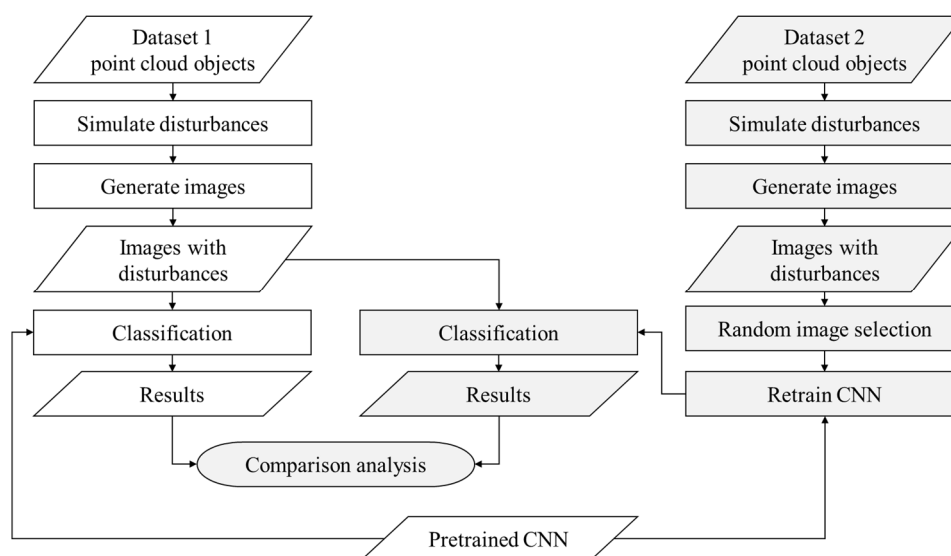 Dataset 1
point cloud objects
Simulate disturbances
Generate images
Images with
disturbances
Classification
Results
Classification
Results
Comparison analysis
Dataset 2
point cloud objects
Simulate disturbances
Generate images
Images with
disturbances
Random image selection
Retrain CNN
Pretrained CNN